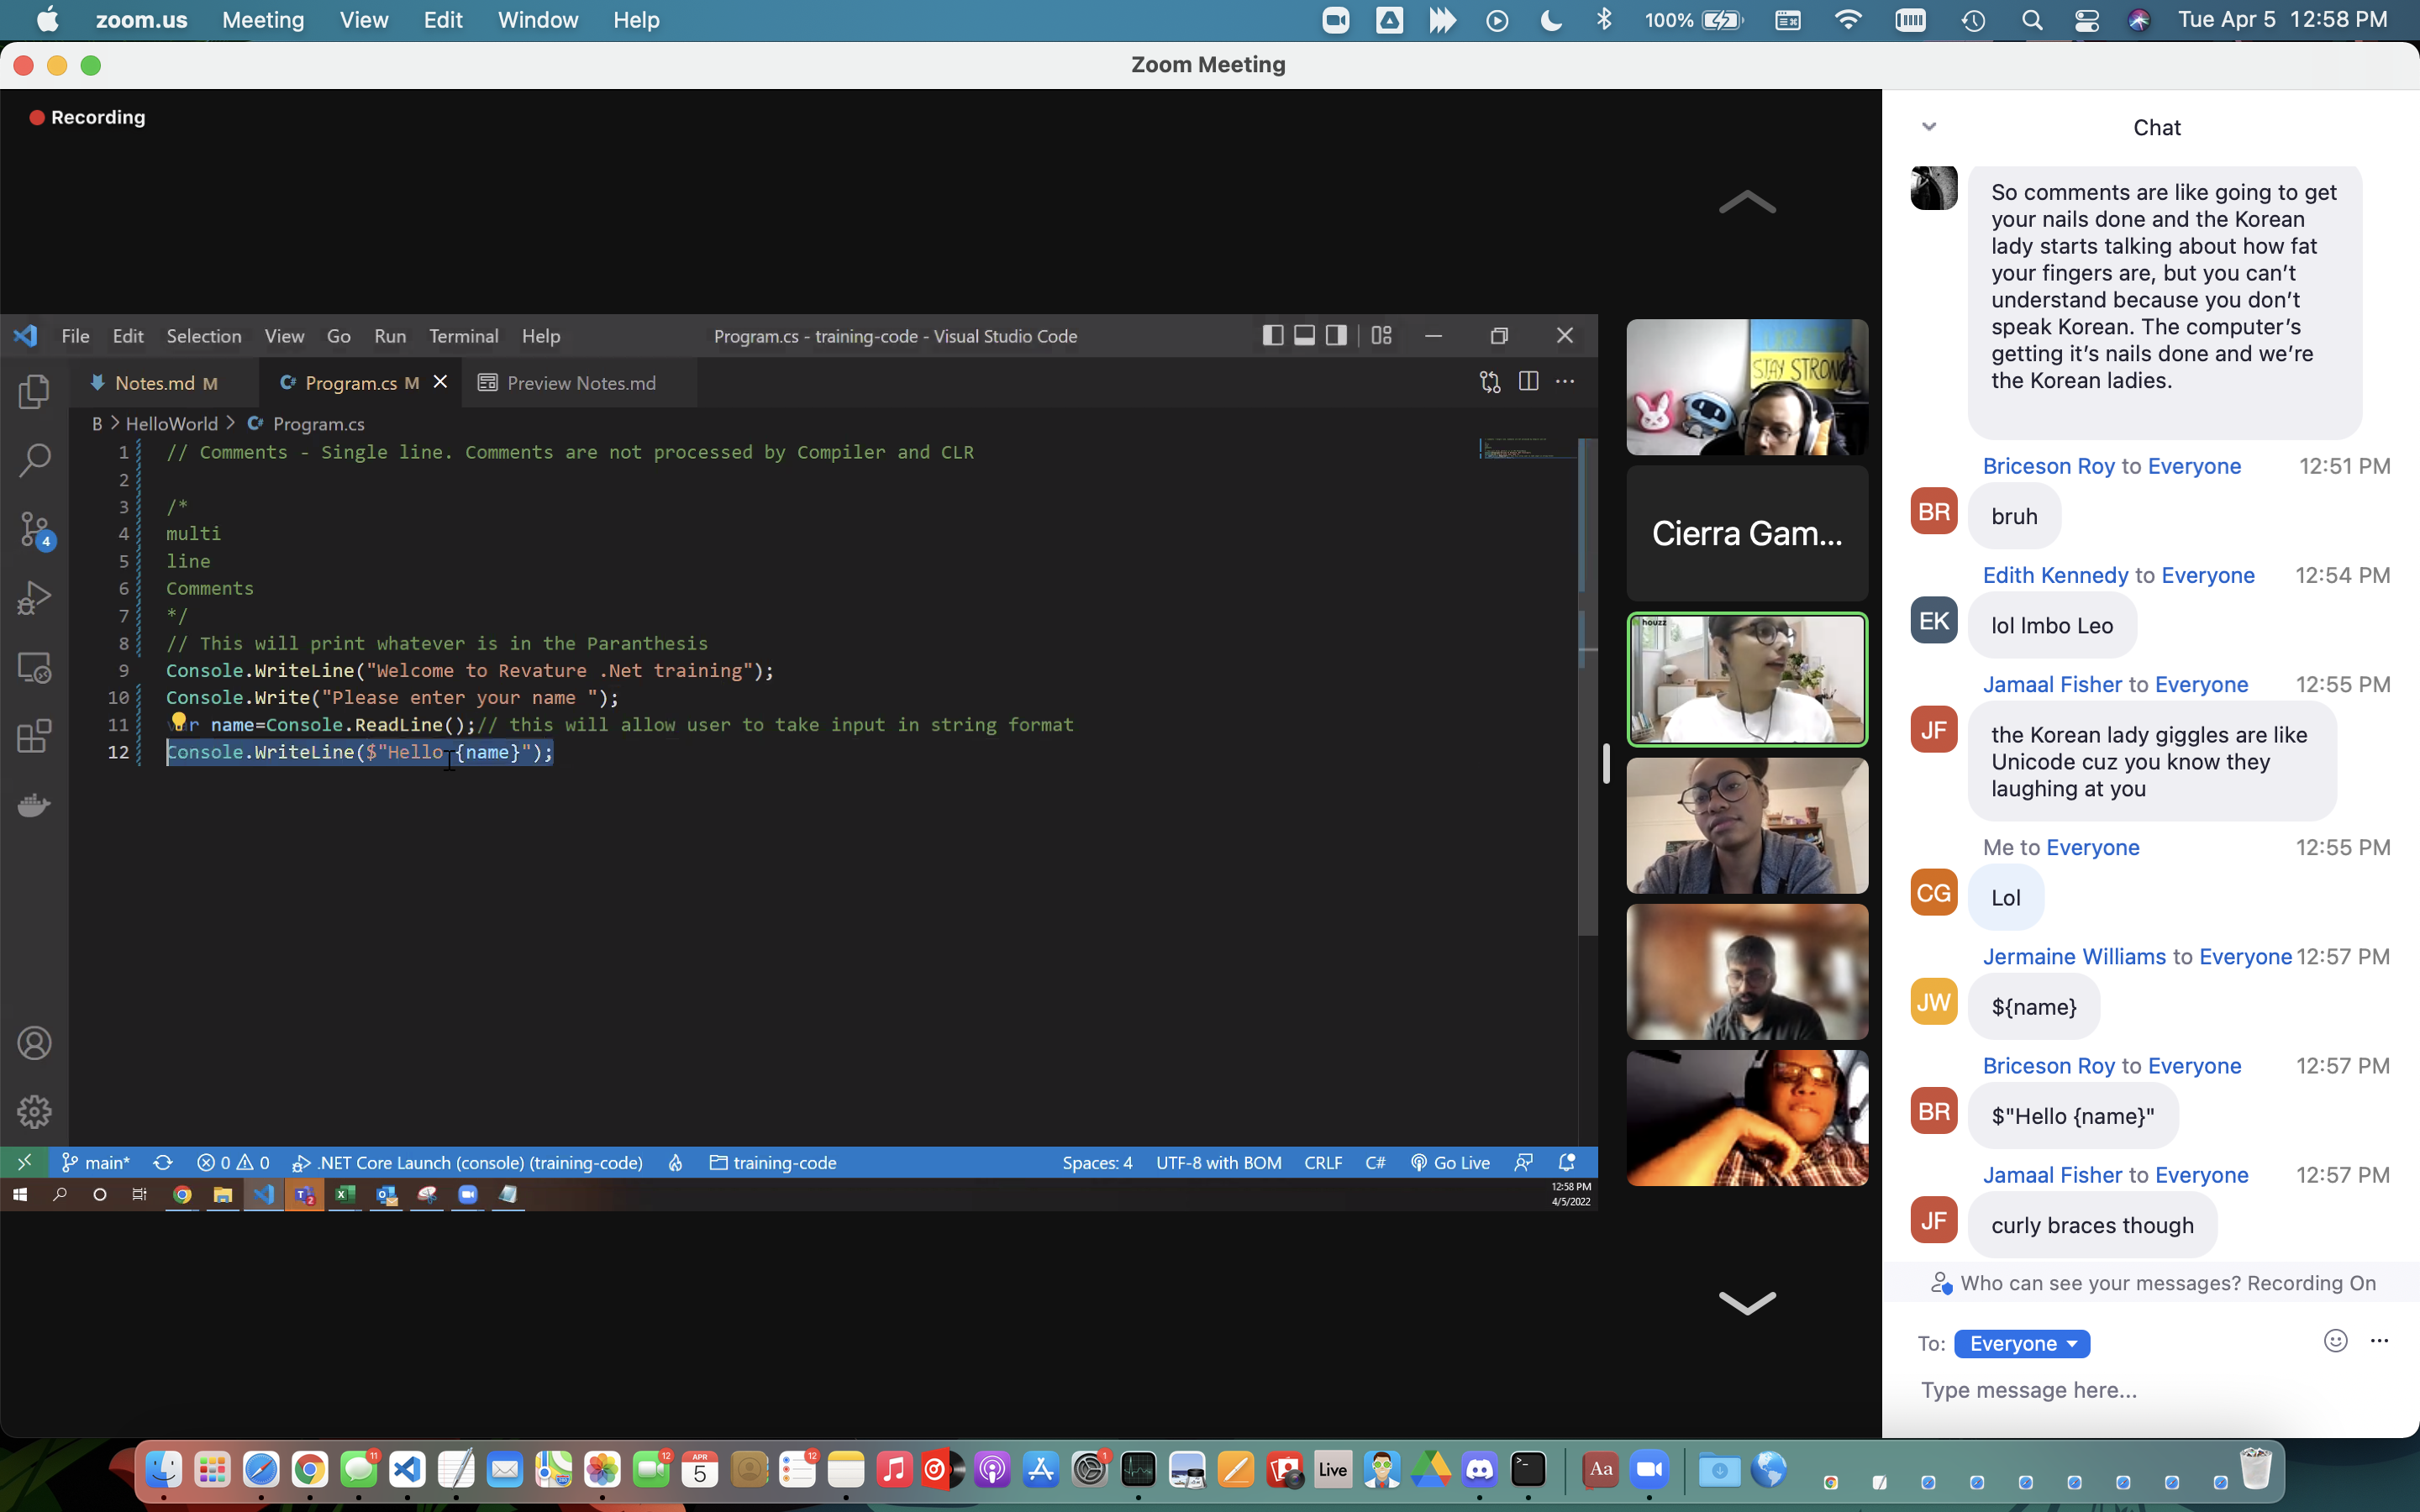 zoom.us Meeting View Edit Window Help 100% Tue Apr 5 12:58 PM
Zoom Meeting
Recording
File Edit Selection View Go Run Terminal Help Program.cs - training-code - Visual Studio Code
Notes.md M Program.cs M Preview Notes.md
B > HelloWorld > Program.cs
1 // Comments - Single line. Comments are not processed by Compiler and CLR
2
3 /*
4 multi
5 line
6 Comments
7 */
8 // This will print whatever is in the Paranthesis
9 Console.WriteLine("Welcome to Revature .Net training");
10 Console.Write("Please enter your name ");
11 var name=Console.ReadLine();// this will allow user to take input in string format
12 Console.WriteLine($"Hello {name}");
4
main* 0 0 .NET Core Launch (console) (training-code) training-code Spaces: 4 UTF-8 with BOM CRLF C# Go Live
12:58 PM
4/5/2022
STAY STRONG
Cierra Gam...
houzz
Chat
So comments are like going to get
your nails done and the Korean
lady starts talking about how fat
your fingers are, but you can't
understand because you don't
speak Korean. The computer's
getting it's nails done and we're
the Korean ladies.
Briceson Roy to Everyone 12:51 PM
BR bruh
Edith Kennedy to Everyone 12:54 PM
EK lol lmbo Leo
Jamaal Fisher to Everyone 12:55 PM
JF the Korean lady giggles are like
Unicode cuz you know they
laughing at you
Me to Everyone 12:55 PM
CG Lol
Jermaine Williams to Everyone 12:57 PM
JW ${name}
Briceson Roy to Everyone 12:57 PM
BR $"Hello {name}"
Jamaal Fisher to Everyone 12:57 PM
JF curly braces though
Who can see your messages? Recording On
To: Everyone
Type message here...
11 12 APR 5 12 1 Live Aa